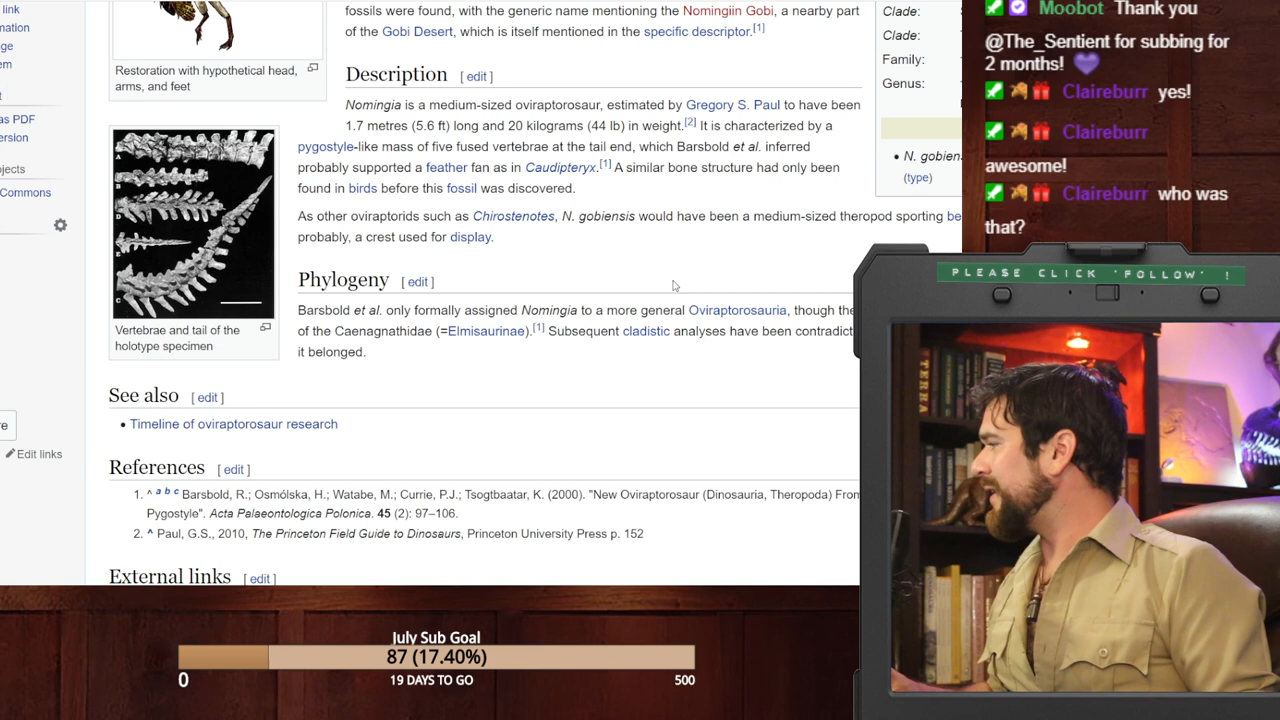 link
mation
ge
em
as PDF
ersion
ojects
Commons
re
Edit links
Restoration with hypothetical head,
arms, and feet
Vertebrae and tail of the
holotype specimen
A
B
D
E
C
fossils were found, with the generic name mentioning the Nomingiin Gobi, a nearby part
of the Gobi Desert, which is itself mentioned in the specific descriptor.[1]
Description [ edit ]
Nomingia is a medium-sized oviraptorosaur, estimated by Gregory S. Paul to have been
1.7 metres (5.6 ft) long and 20 kilograms (44 lb) in weight.[2] It is characterized by a
pygostyle-like mass of five fused vertebrae at the tail end, which Barsbold et al. inferred
probably supported a feather fan as in Caudipteryx.[1] A similar bone structure had only been
found in birds before this fossil was discovered.
As other oviraptorids such as Chirostenotes, N. gobiensis would have been a medium-sized theropod sporting be
probably, a crest used for display.
Phylogeny [ edit ]
Barsbold et al. only formally assigned Nomingia to a more general Oviraptorosauria, though the
of the Caenagnathidae (=Elmisaurinae).[1] Subsequent cladistic analyses have been contradict
it belonged.
See also [ edit ]
• Timeline of oviraptorosaur research
References [ edit ]
1. ^ a b c Barsbold, R.; Osmólska, H.; Watabe, M.; Currie, P.J.; Tsogtbaatar, K. (2000). "New Oviraptorosaur (Dinosauria, Theropoda) From
Pygostyle". Acta Palaeontologica Polonica. 45 (2): 97–106.
2. ^ Paul, G.S., 2010, The Princeton Field Guide to Dinosaurs, Princeton University Press p. 152
External links [ edit ]
Clade:
Clade:
Family:
Genus:
• N. gobiens
(type)
Moobot Thank you
@The_Sentient for subbing for
2 months!
Claireburr yes!
Claireburr
awesome!
Claireburr who was
that?
PLEASE CLICK 'FOLLOW' !
TERRA
July Sub Goal
87 (17.40%)
0
19 DAYS TO GO
500